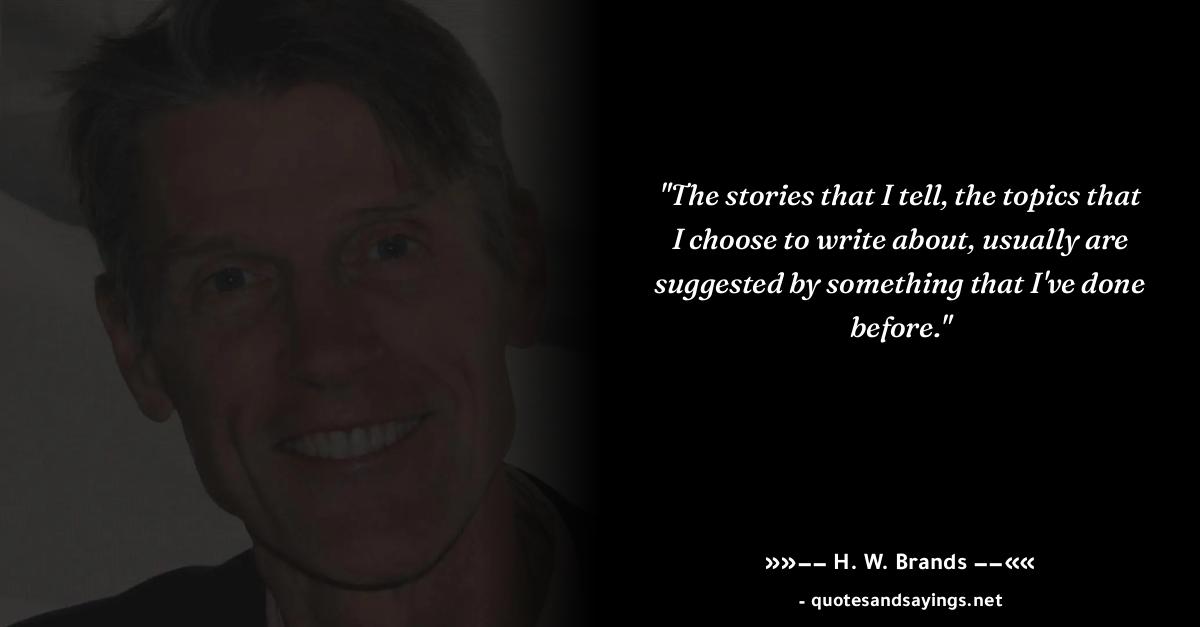 "The stories that I tell, the topics that
I choose to write about, usually are
suggested by something that I've done
before."
»»−− H. W. Brands −−««
- quotesandsayings.net